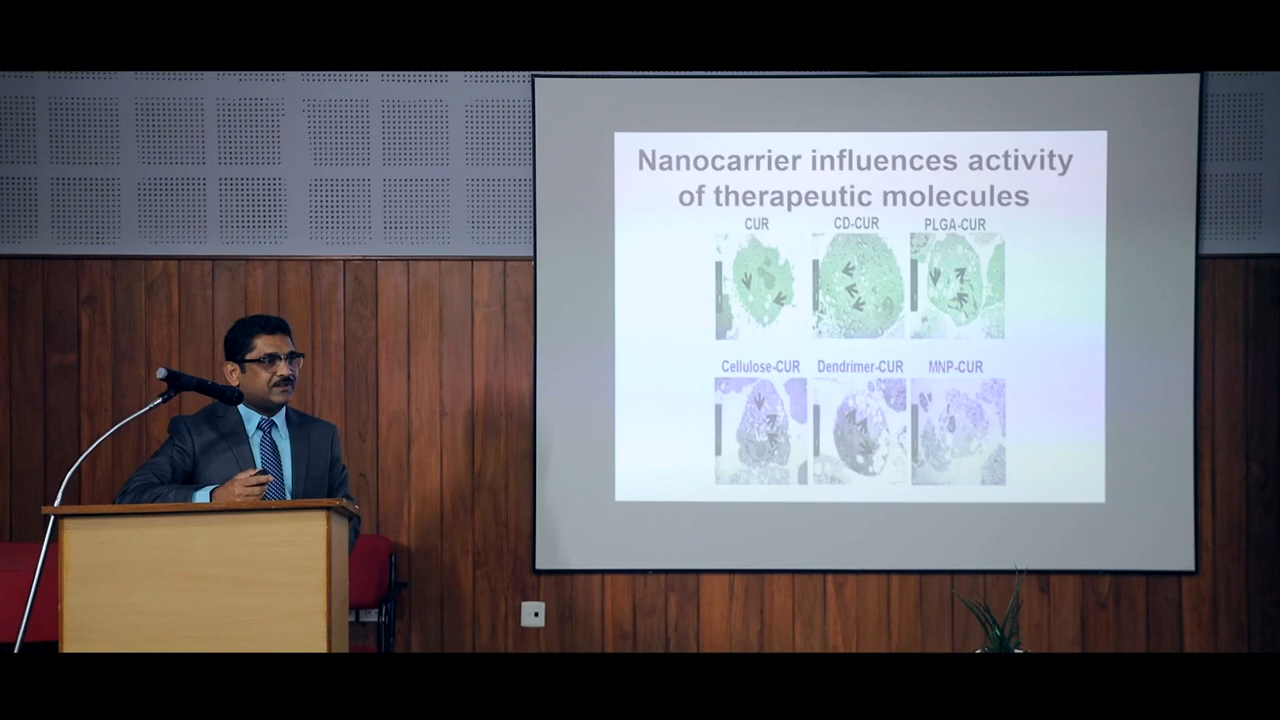 Nanocarrier influences activity
of therapeutic molecules
CUR CD-CUR PLGA-CUR
Cellulose-CUR Dendrimer-CUR MNP-CUR